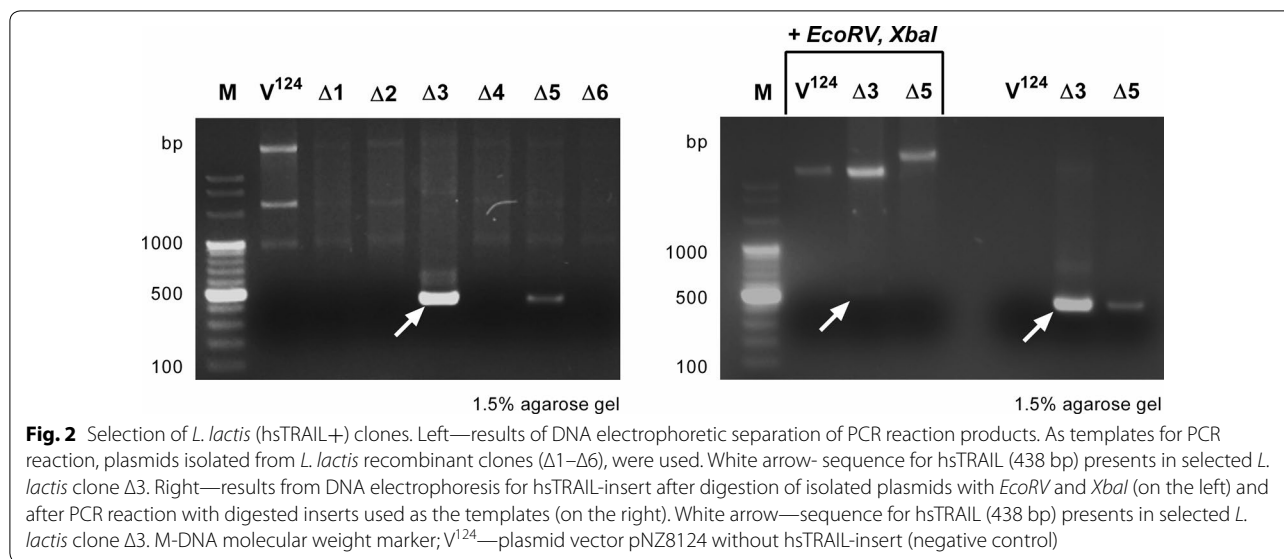 + EcoRV, XbaI
M V124 Δ1 Δ2 Δ3 Δ4 Δ5 Δ6
bp
1000
500
100
1.5% agarose gel
M V124 Δ3 Δ5 V124 Δ3 Δ5
bp
1000
500
100
1.5% agarose gel
Fig. 2 Selection of L. lactis (hsTRAIL+) clones. Left—results of DNA electrophoretic separation of PCR reaction products. As templates for PCR
reaction, plasmids isolated from L. lactis recombinant clones (Δ1–Δ6), were used. White arrow- sequence for hsTRAIL (438 bp) presents in selected L.
lactis clone Δ3. Right—results from DNA electrophoresis for hsTRAIL-insert after digestion of isolated plasmids with EcoRV and XbaI (on the left) and
after PCR reaction with digested inserts used as the templates (on the right). White arrow—sequence for hsTRAIL (438 bp) presents in selected L.
lactis clone Δ3. M-DNA molecular weight marker; V124—plasmid vector pNZ8124 without hsTRAIL-insert (negative control)